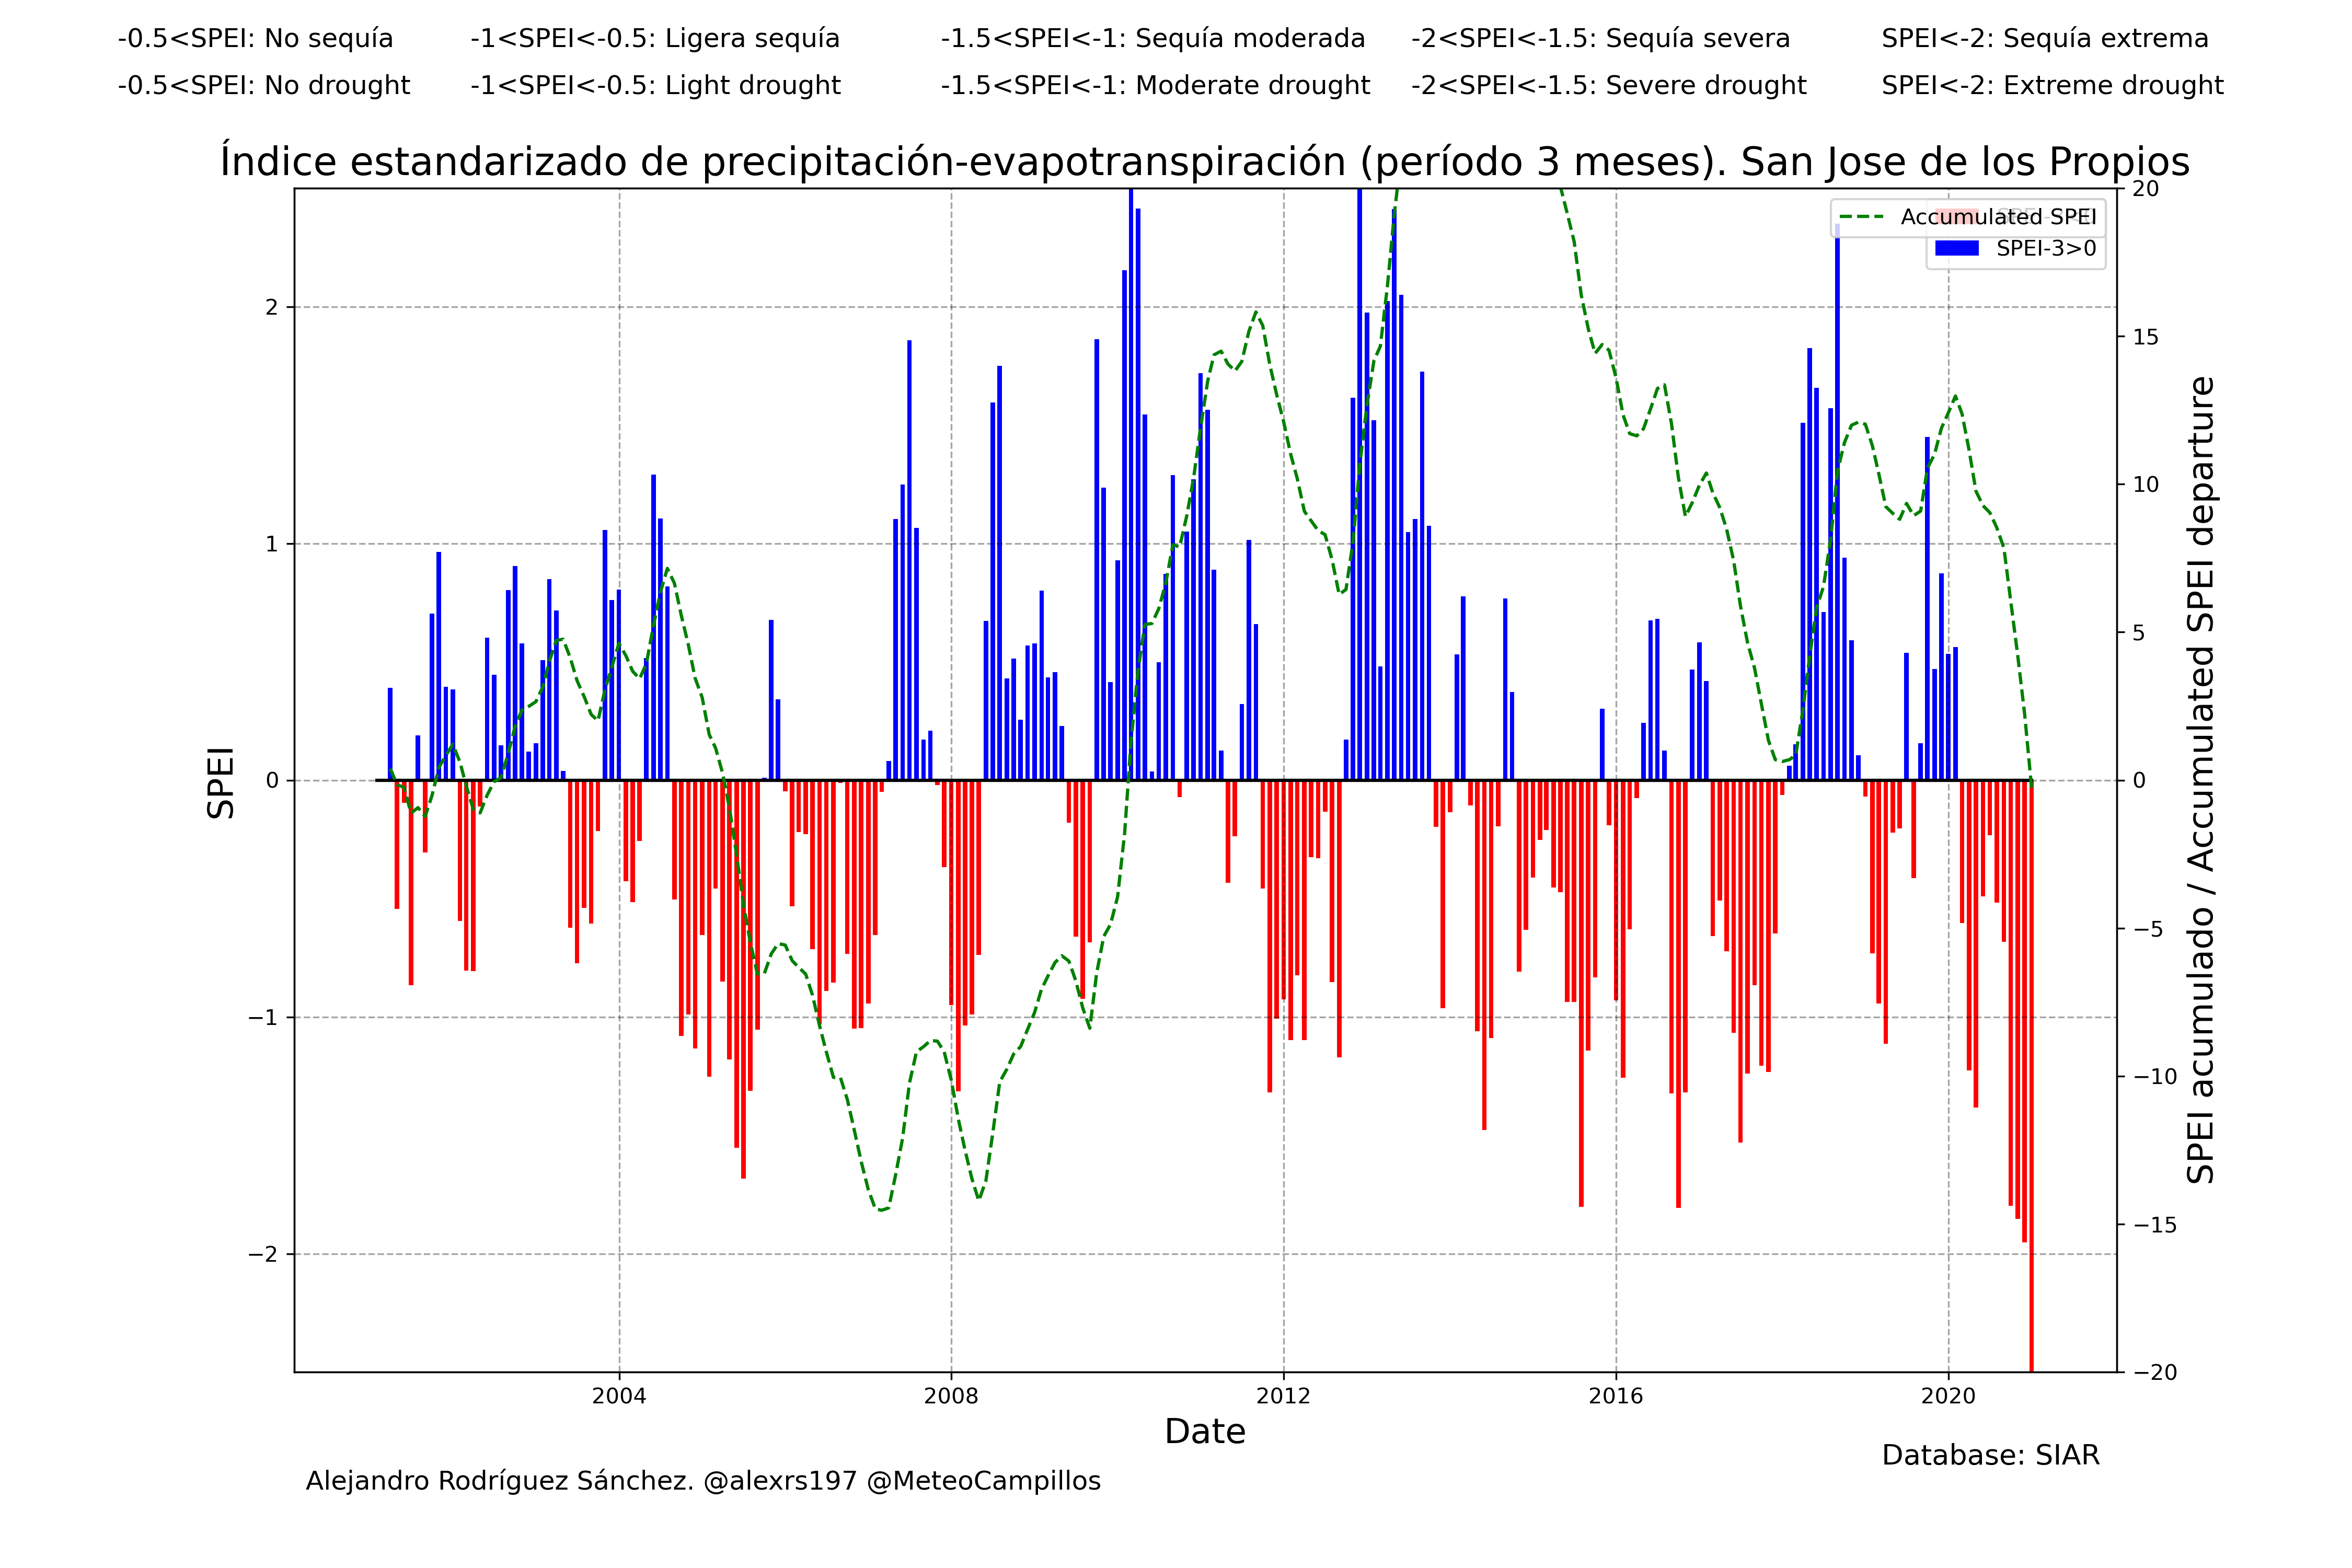 -0.5<SPEI: No sequía -1<SPEI<-0.5: Ligera sequía -1.5<SPEI<-1: Sequía moderada -2<SPEI<-1.5: Sequía severa SPEI<-2: Sequía extrema
-0.5<SPEI: No drought -1<SPEI<-0.5: Light drought -1.5<SPEI<-1: Moderate drought -2<SPEI<-1.5: Severe drought SPEI<-2: Extreme drought
Índice estandarizado de precipitación-evapotranspiración (período 3 meses). San Jose de los Propios
Accumulated SPEI
SPEI-3>0
SPEI
2
1
0
−1
−2
20
15
10
5
0
−5
−10
−15
−20
SPEI acumulado / Accumulated SPEI departure
2004 2008 2012 2016 2020
Date
Database: SIAR
Alejandro Rodríguez Sánchez. @alexrs197 @MeteoCampillos